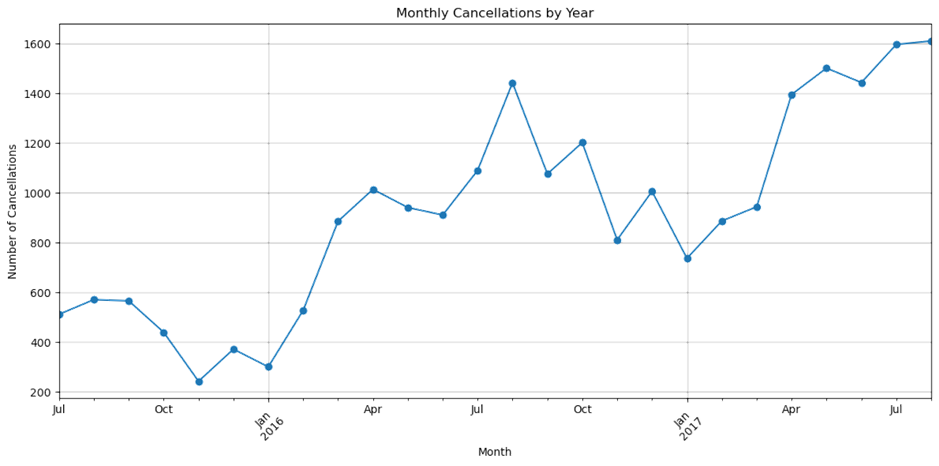 Monthly Cancellations by Year
Number of Cancellations
1600
1400
1200
1000
800
600
400
200
Jul
Oct
Jan
2016
Apr
Jul
Oct
Jan
2017
Apr
Jul
Month